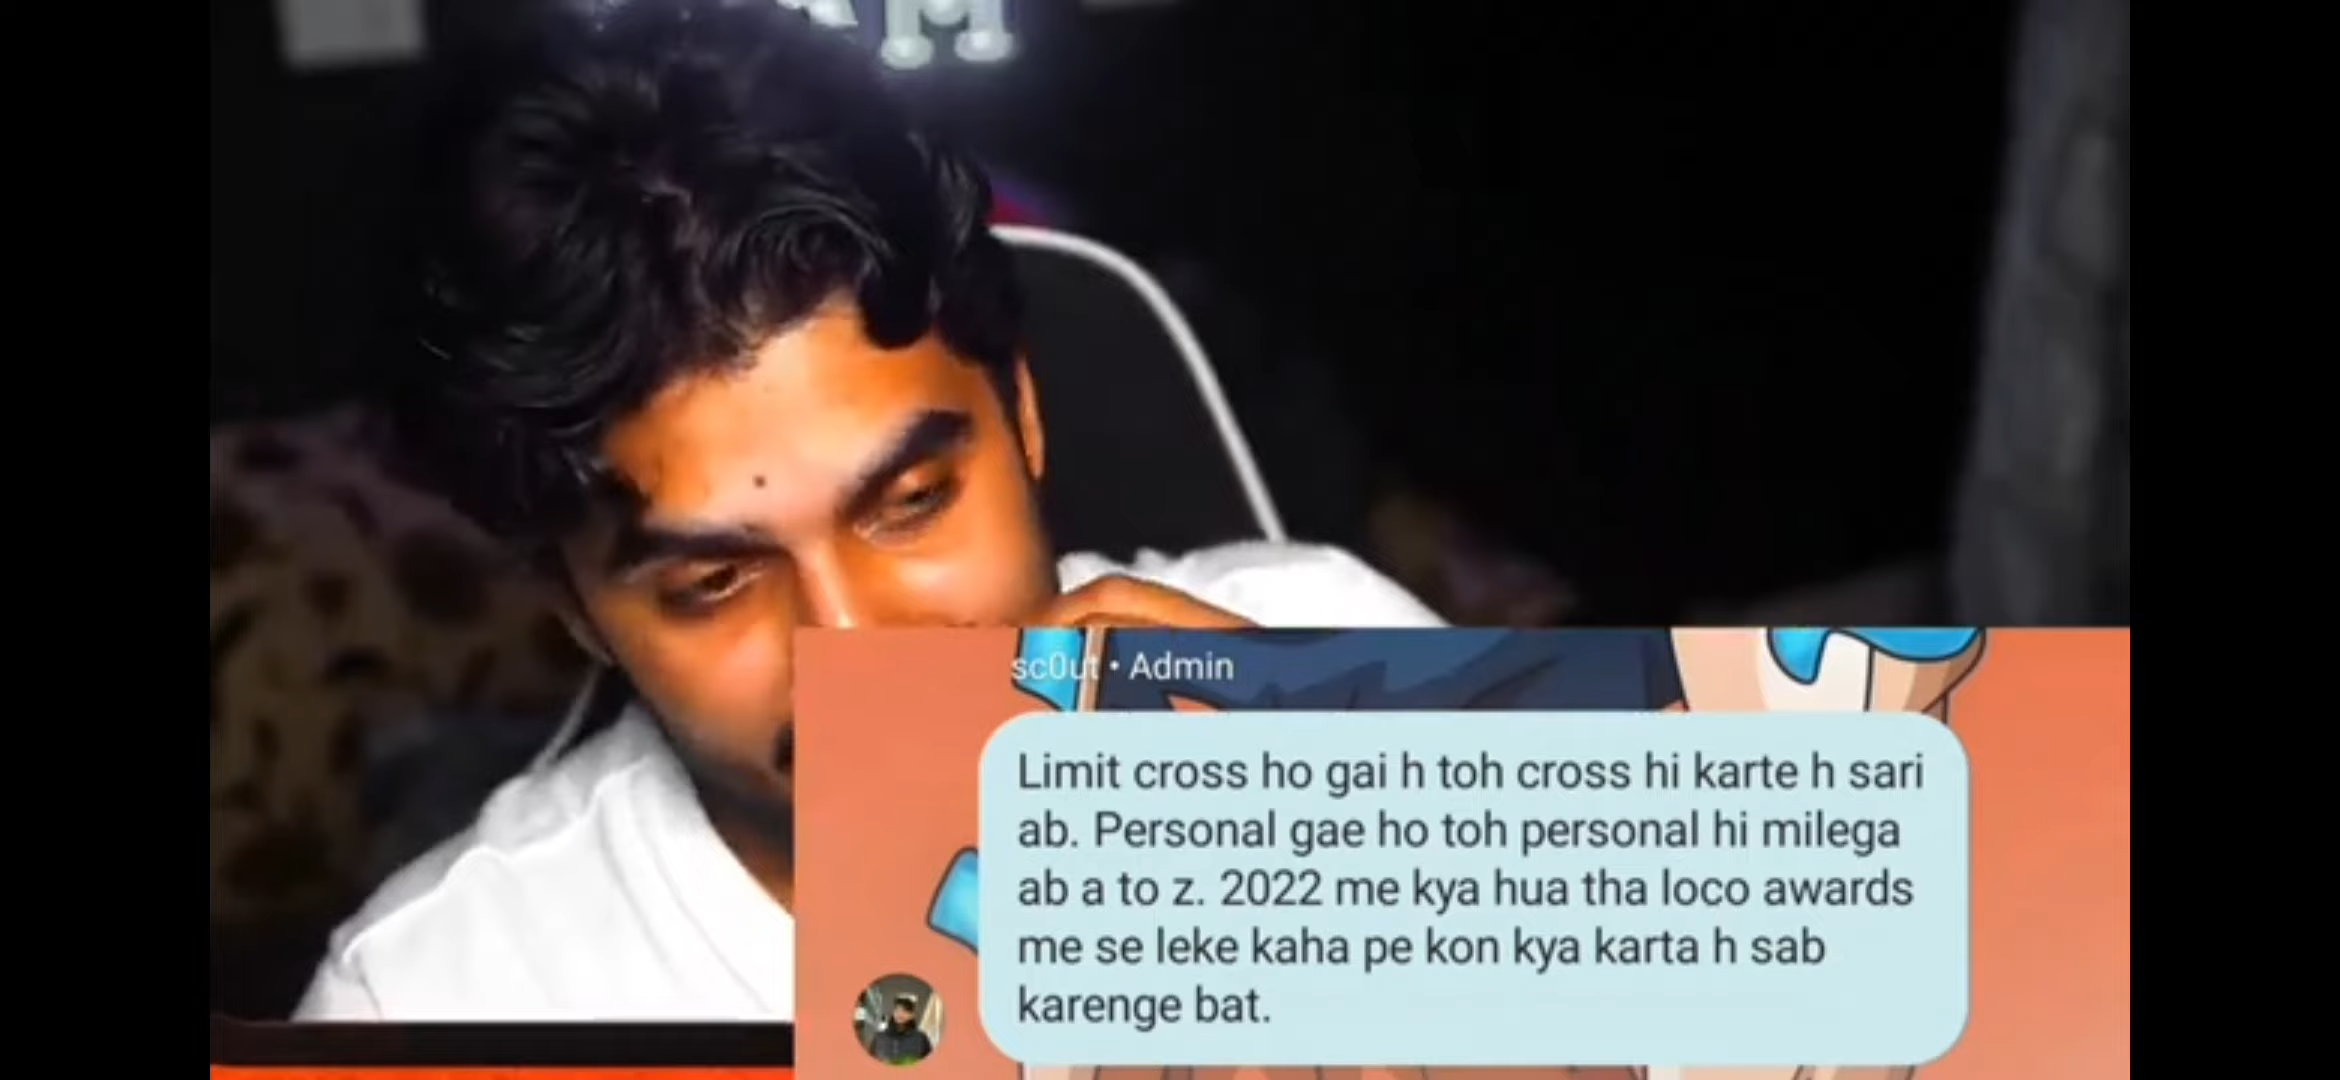 AM
sc0ut • Admin
Limit cross ho gai h toh cross hi karte h sari
ab. Personal gae ho toh personal hi milega
ab a to z. 2022 me kya hua tha loco awards
me se leke kaha pe kon kya karta h sab
karenge bat.